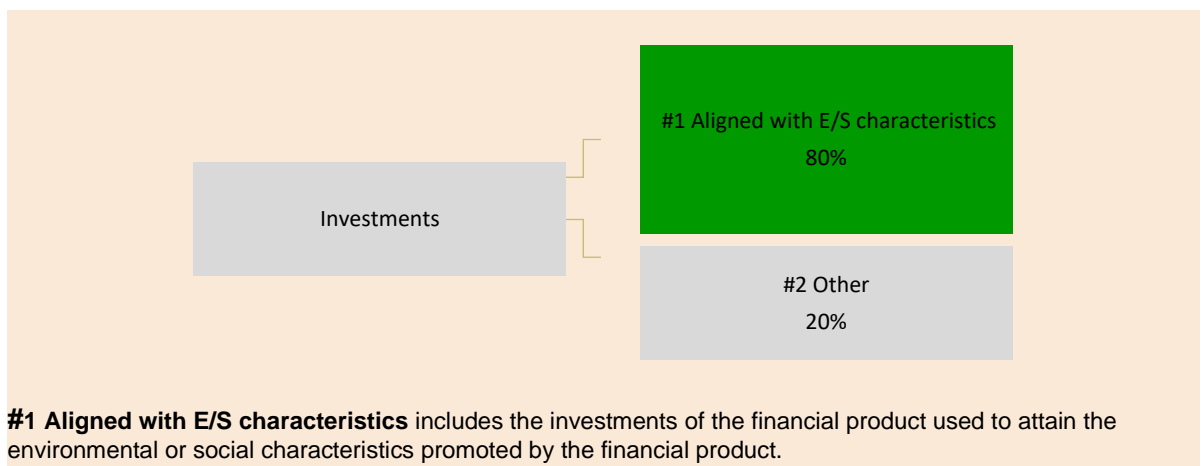 #1 Aligned with E/S characteristics
80%
Investments
#2 Other
20%
#1 Aligned with E/S characteristics includes the investments of the financial product used to attain the
environmental or social characteristics promoted by the financial product.